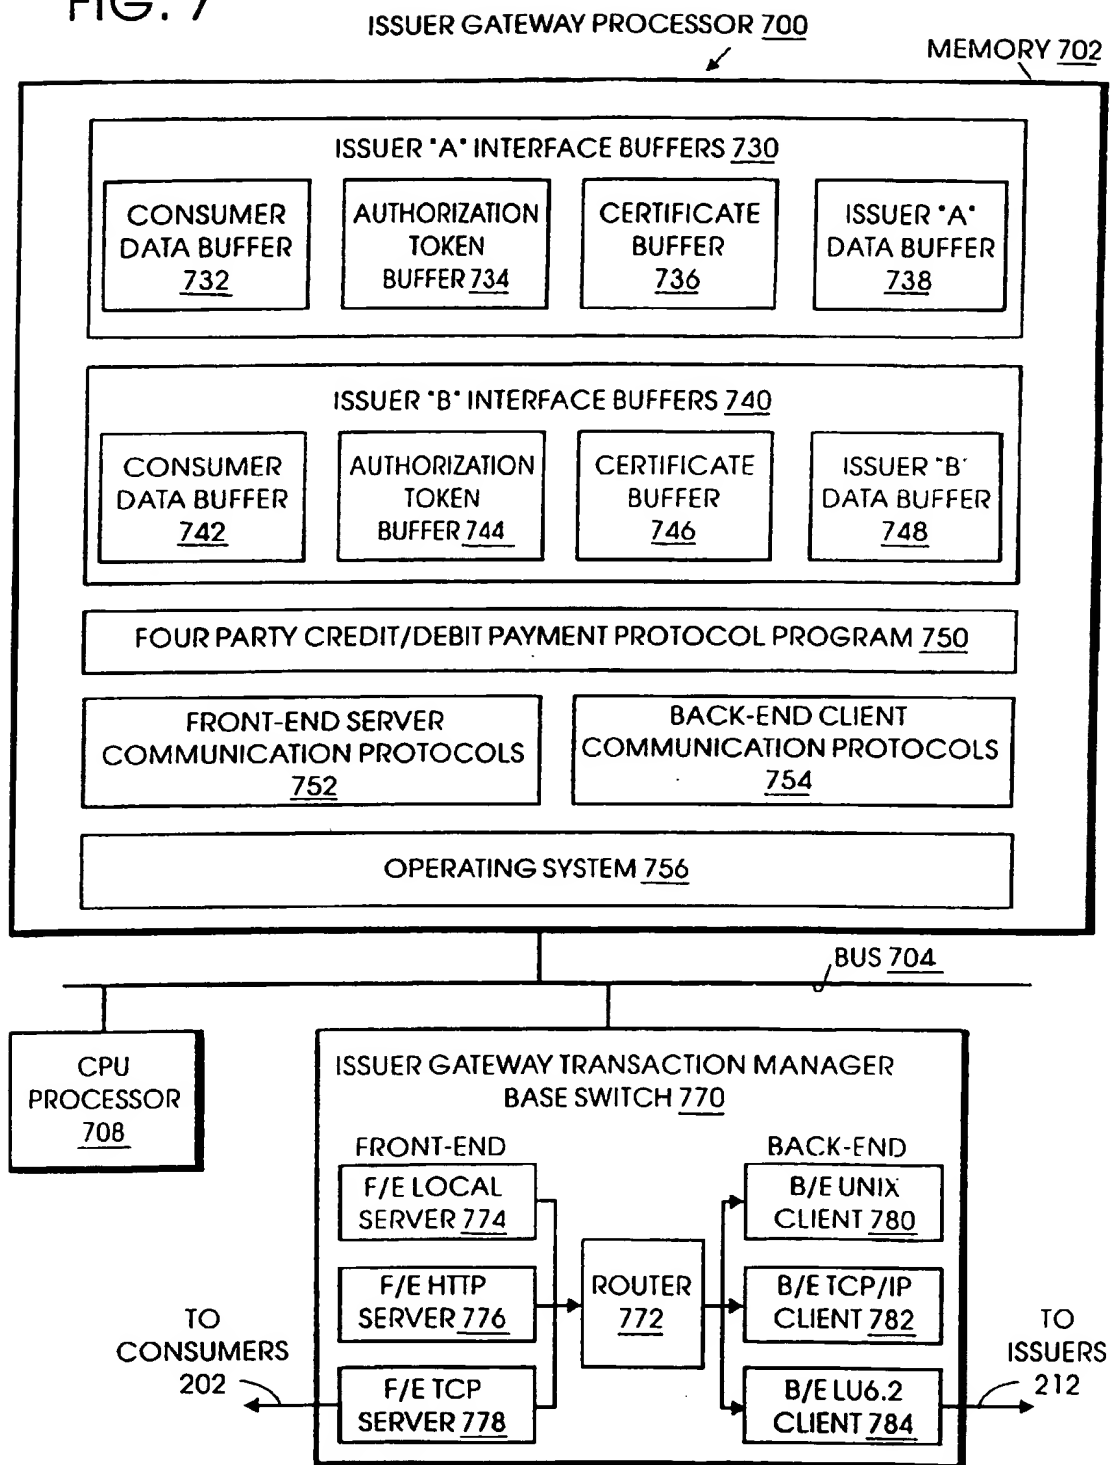 FIG. 7
ISSUER GATEWAY PROCESSOR 700
MEMORY 702
ISSUER "A" INTERFACE BUFFERS 730
CONSUMER
DATA BUFFER
732
AUTHORIZATION
TOKEN
BUFFER 734
CERTIFICATE
BUFFER
736
ISSUER "A"
DATA BUFFER
738
ISSUER "B" INTERFACE BUFFERS 740
CONSUMER
DATA BUFFER
742
AUTHORIZATION
TOKEN
BUFFER 744
CERTIFICATE
BUFFER
746
ISSUER "B"
DATA BUFFER
748
FOUR PARTY CREDIT/DEBIT PAYMENT PROTOCOL PROGRAM 750
FRONT-END SERVER
COMMUNICATION PROTOCOLS
752
BACK-END CLIENT
COMMUNICATION PROTOCOLS
754
OPERATING SYSTEM 756
BUS 704
CPU
PROCESSOR
708
ISSUER GATEWAY TRANSACTION MANAGER
BASE SWITCH 770
FRONT-END
F/E LOCAL
SERVER 774
F/E HTTP
SERVER 776
F/E TCP
SERVER 778
ROUTER
772
BACK-END
B/E UNIX
CLIENT 780
B/E TCP/IP
CLIENT 782
B/E LU6.2
CLIENT 784
TO
CONSUMERS
202
TO
ISSUERS
212